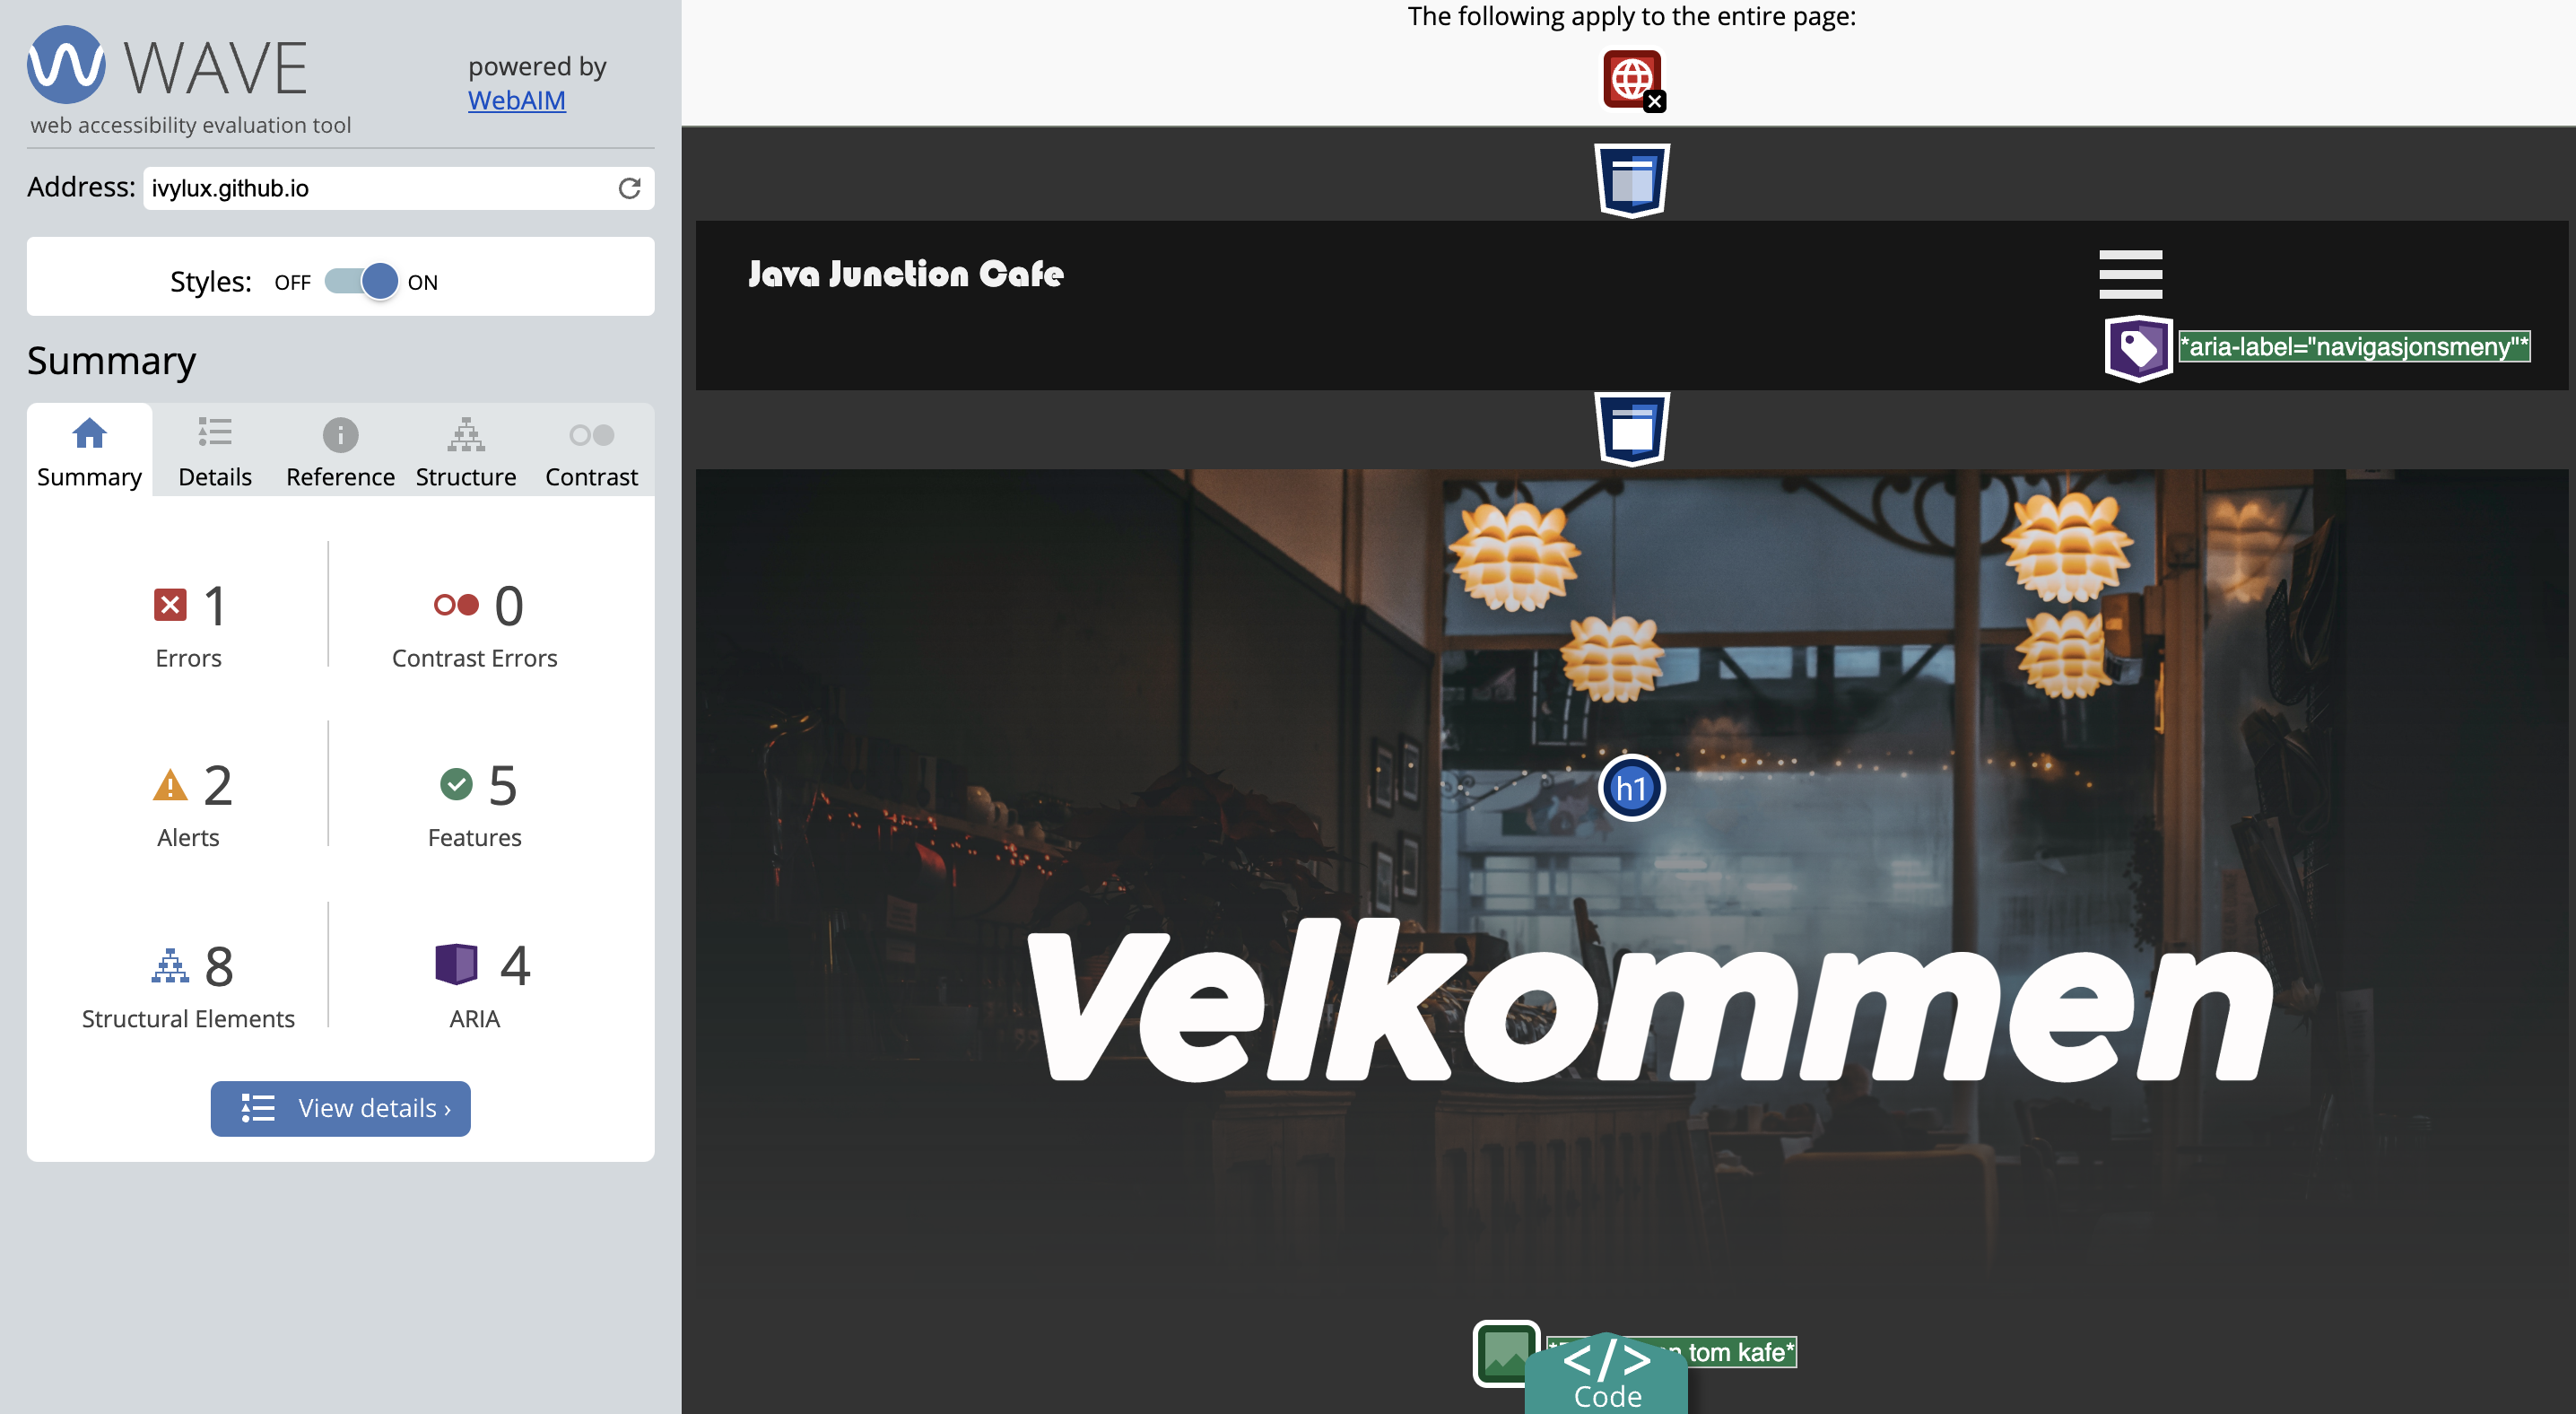 WAVE
powered by
WebAIM
web accessibility evaluation tool
Address: ivylux.github.io
Styles: OFF ON
Summary
Summary Details Reference Structure Contrast
1 0
Errors Contrast Errors
2 5
Alerts Features
8 4
Structural Elements ARIA
View details ›
The following apply to the entire page:
Java Junction Cafe
*aria-label="navigasjonsmeny"*
h1
Velkommen
tom kafe*
</>
Code